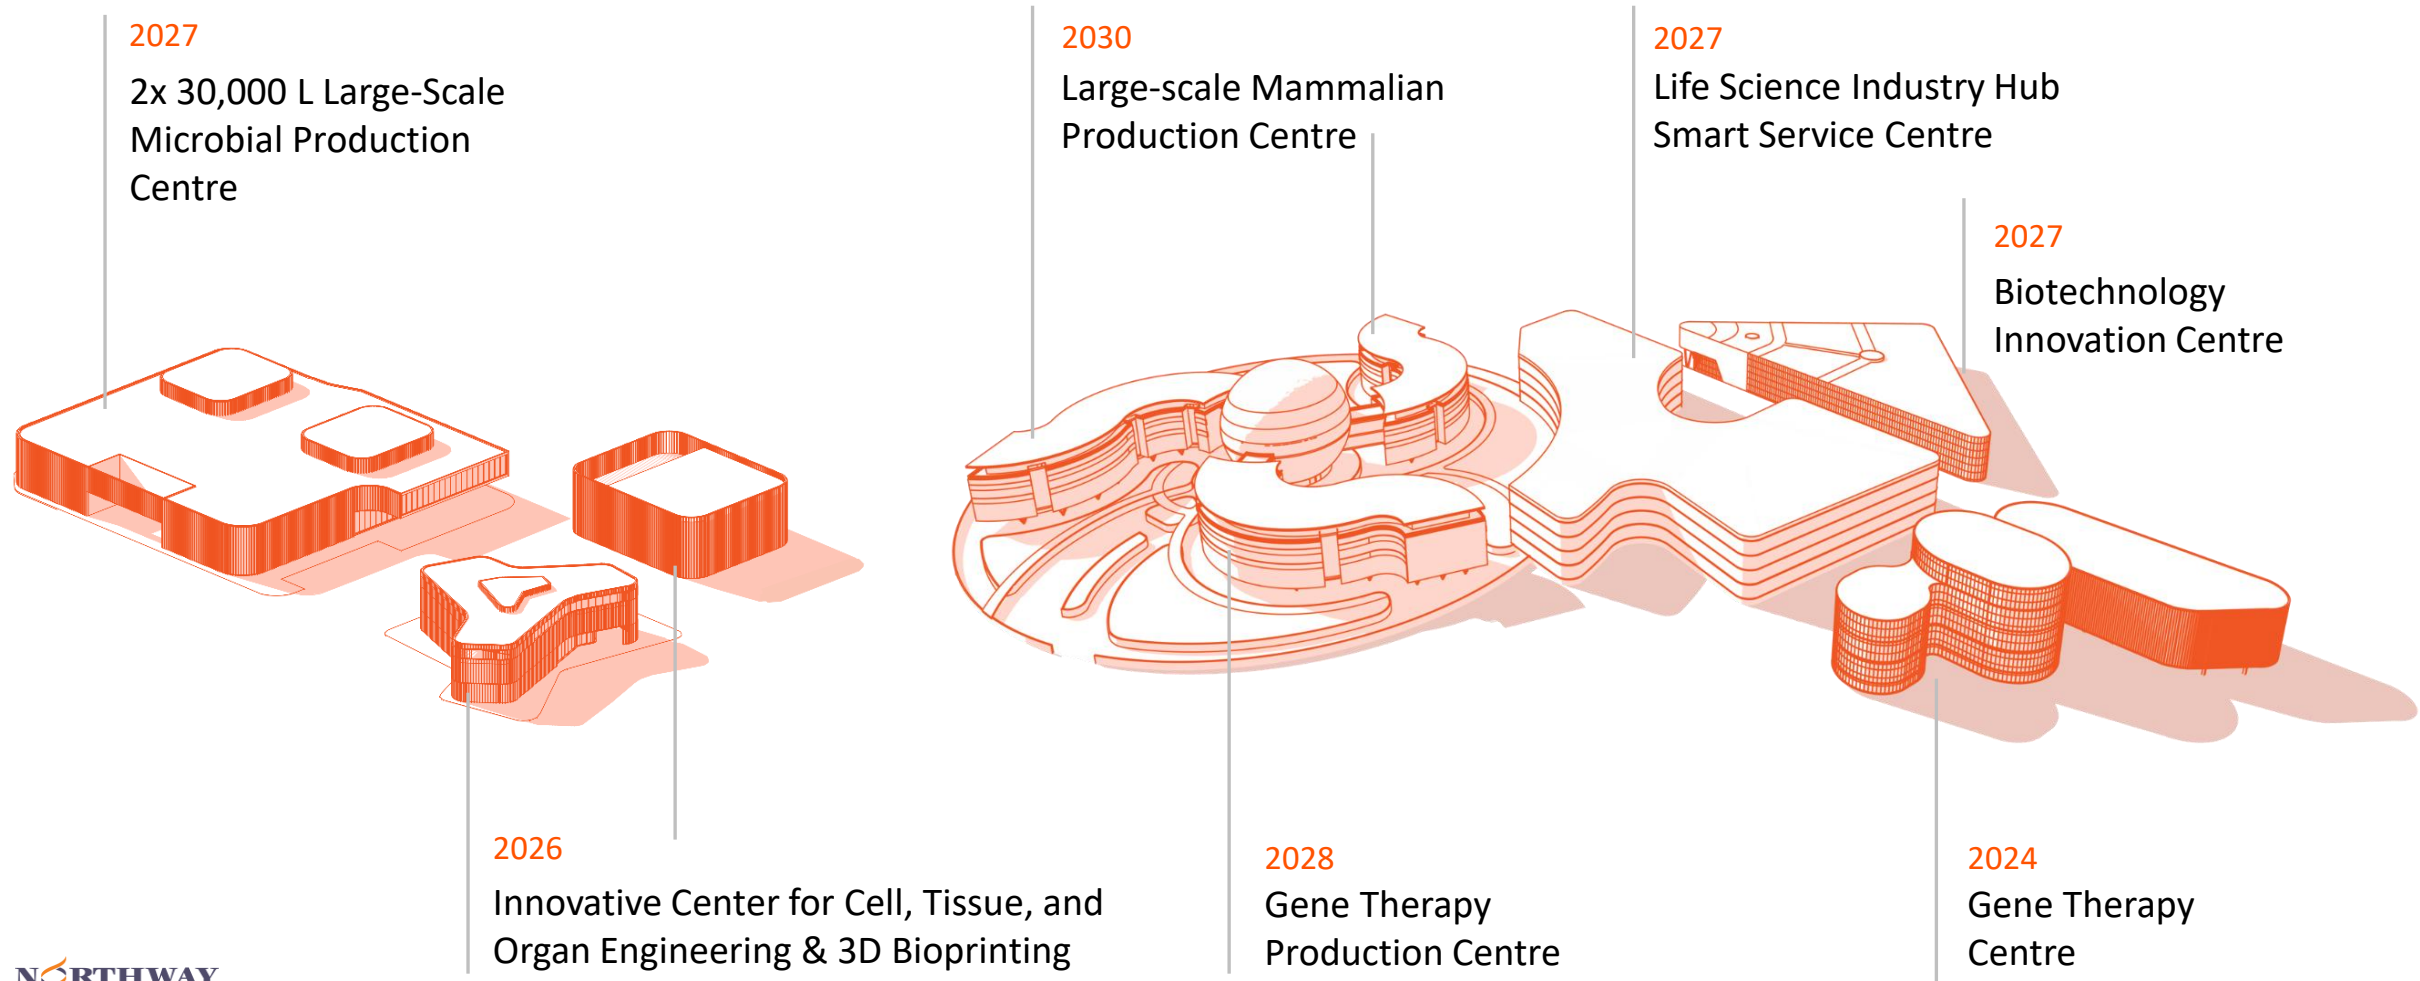 2027
2x 30,000 L Large-Scale
Microbial Production
Centre
2030
Large-scale Mammalian
Production Centre
2027
Life Science Industry Hub
Smart Service Centre
2027
Biotechnology
Innovation Centre
2026
Innovative Center for Cell, Tissue, and
Organ Engineering & 3D Bioprinting
2028
Gene Therapy
Production Centre
2024
Gene Therapy
Centre
NORTHWAY